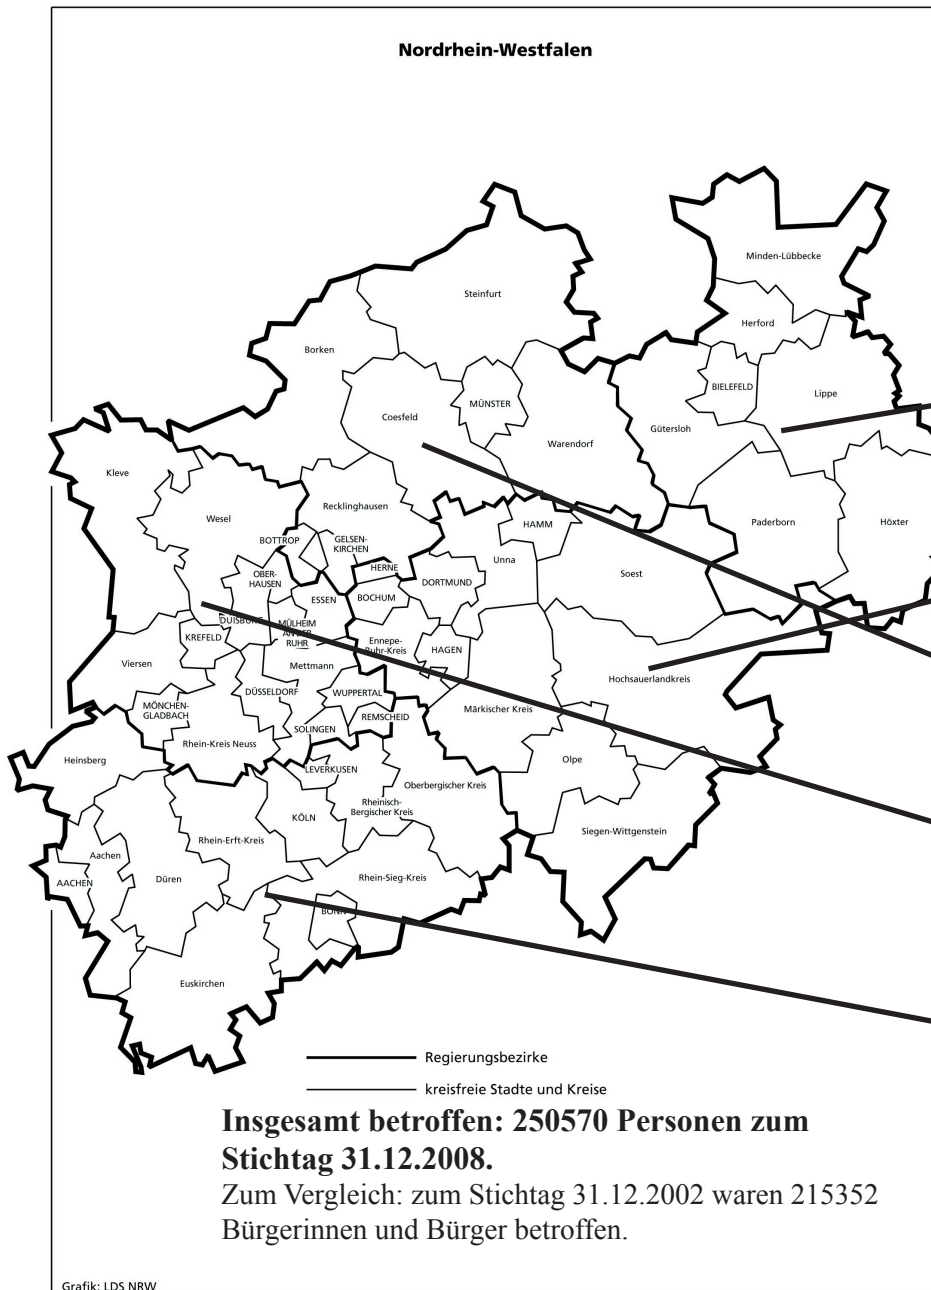 Nordrhein-Westfalen
Minden-Lübbecke
Steinfurt
Herford
Borken
BIELEFELD
Lippe
MÜNSTER
Coesfeld
Gütersloh
Warendorf
Kleve
Recklinghausen
Wesel
HAMM
Paderborn
Höxter
BOTTROP
GELSEN-
KIRCHEN
Unna
HERNE
Soest
OBER-
HAUSEN
DORTMUND
ESSEN
BOCHUM
DUISBURG
MÜLHEIM
AN DER
RUHR
KREFELD
Ennepe-
Ruhr-Kreis
HAGEN
Viersen
Mettmann
Hochsauerlandkreis
DÜSSELDORF
WUPPERTAL
MÖNCHEN-
GLADBACH
Märkischer Kreis
REMSCHEID
SOLINGEN
Rhein-Kreis Neuss
Heinsberg
Olpe
LEVERKUSEN
Oberbergischer Kreis
Rheinisch-
Bergischer Kreis
KÖLN
Siegen-Wittgenstein
Rhein-Erft-Kreis
Aachen
AACHEN
Düren
Rhein-Sieg-Kreis
BONN
Euskirchen
Regierungsbezirke
kreisfreie Stadte und Kreise
Insgesamt betroffen: 250570 Personen zum
Stichtag 31.12.2008.
Zum Vergleich: zum Stichtag 31.12.2002 waren 215352
Bürgerinnen und Bürger betroffen.
Grafik: LDS NRW